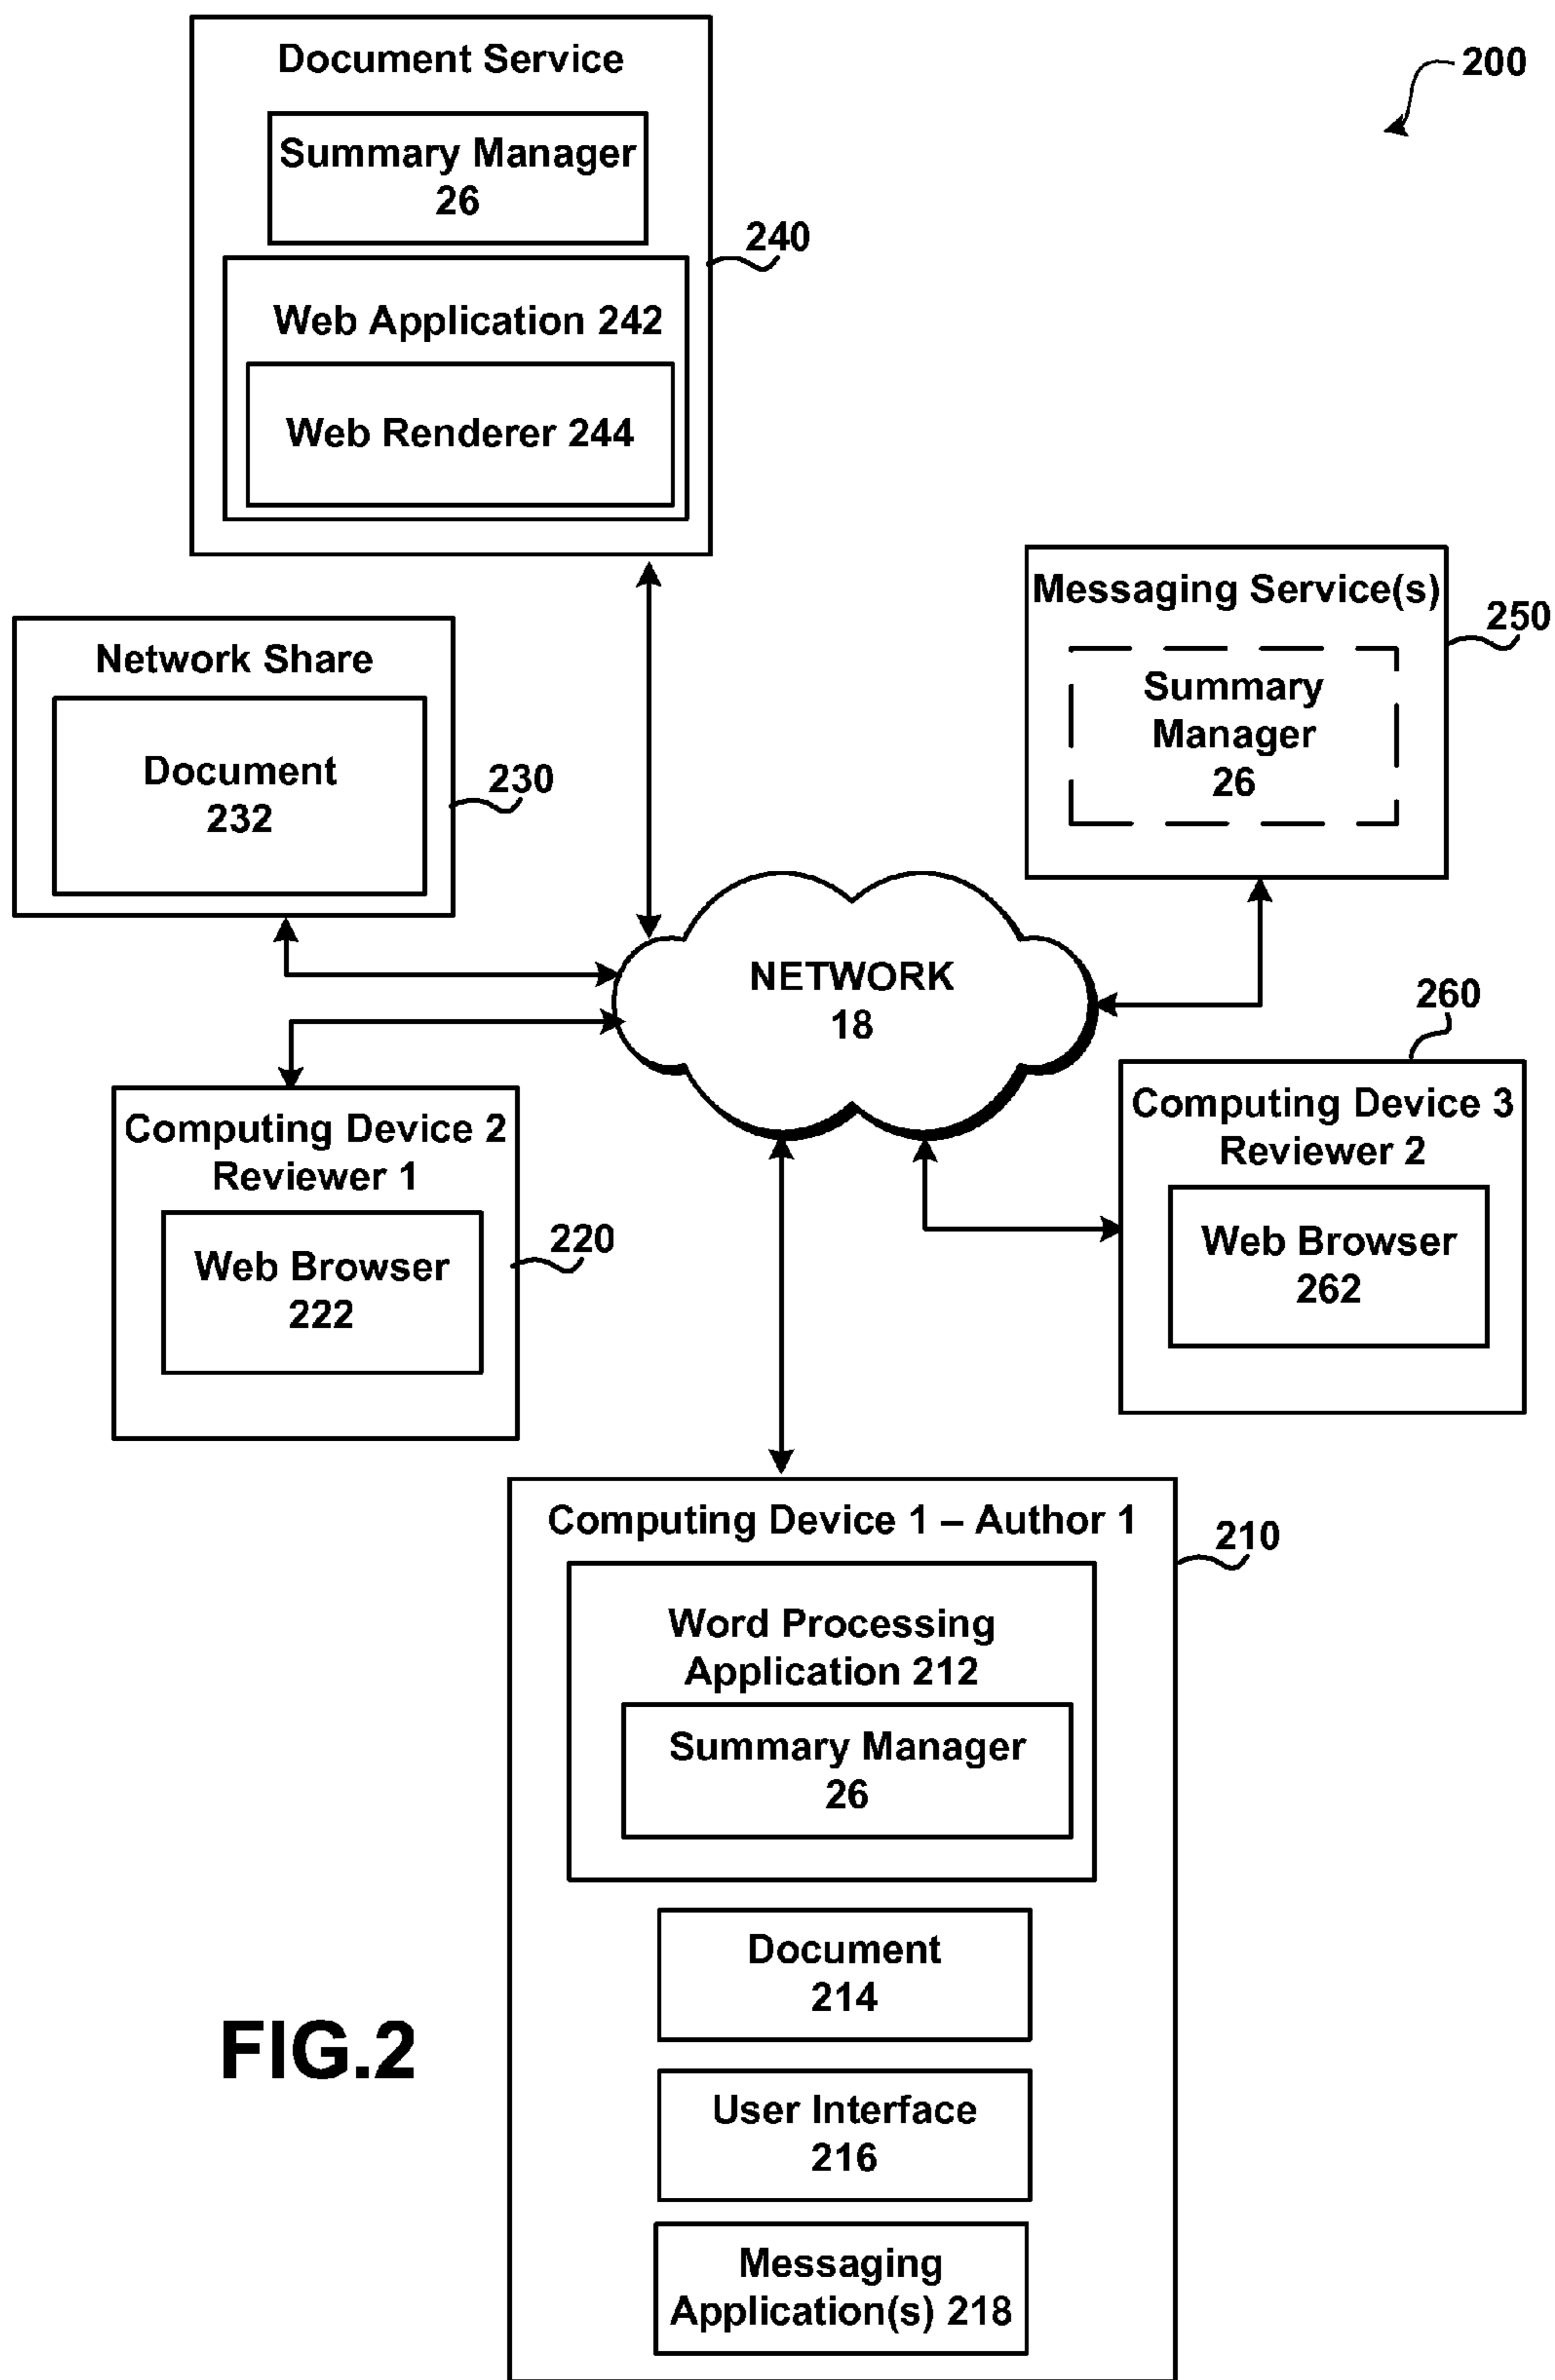 Document Service
Summary Manager
26
Web Application 242
Web Renderer 244
240
200
Messaging Service(s)
Summary
Manager
26
250
Network Share
Document
232
230
NETWORK
18
Computing Device 2
Reviewer 1
Web Browser
222
220
260
Computing Device 3
Reviewer 2
Web Browser
262
Computing Device 1 – Author 1
210
Word Processing
Application 212
Summary Manager
26
Document
214
User Interface
216
Messaging
Application(s) 218
FIG.2